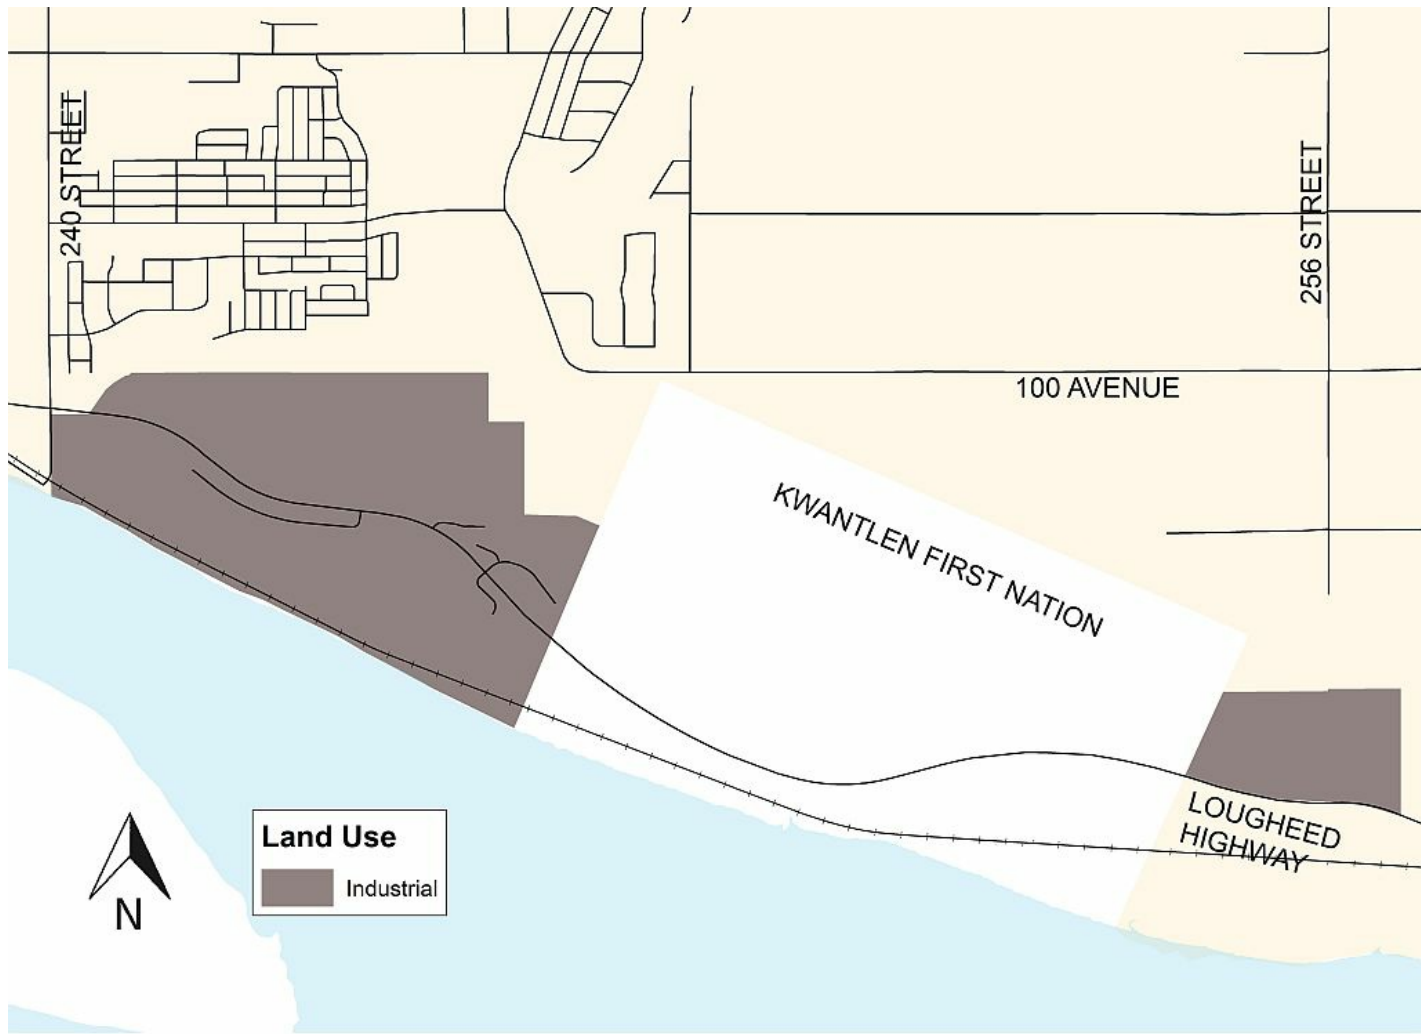 240 STREET
256 STREET
100 AVENUE
KWANTLEN FIRST NATION
LOUGHEED
HIGHWAY
N
Land Use
Industrial